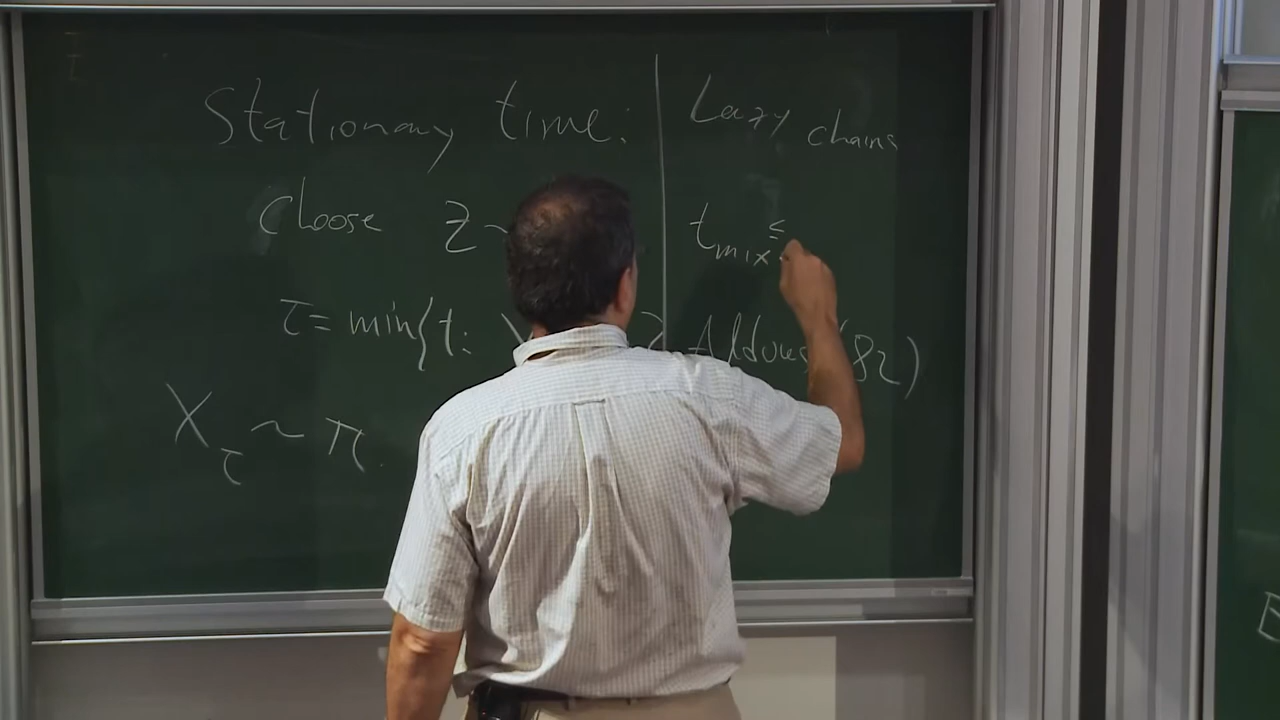 Stationary time:
Choose Z ~
τ = min{t:
X_τ ~ π.
Lazy chains
t_mix ≤
Aldous ('82)